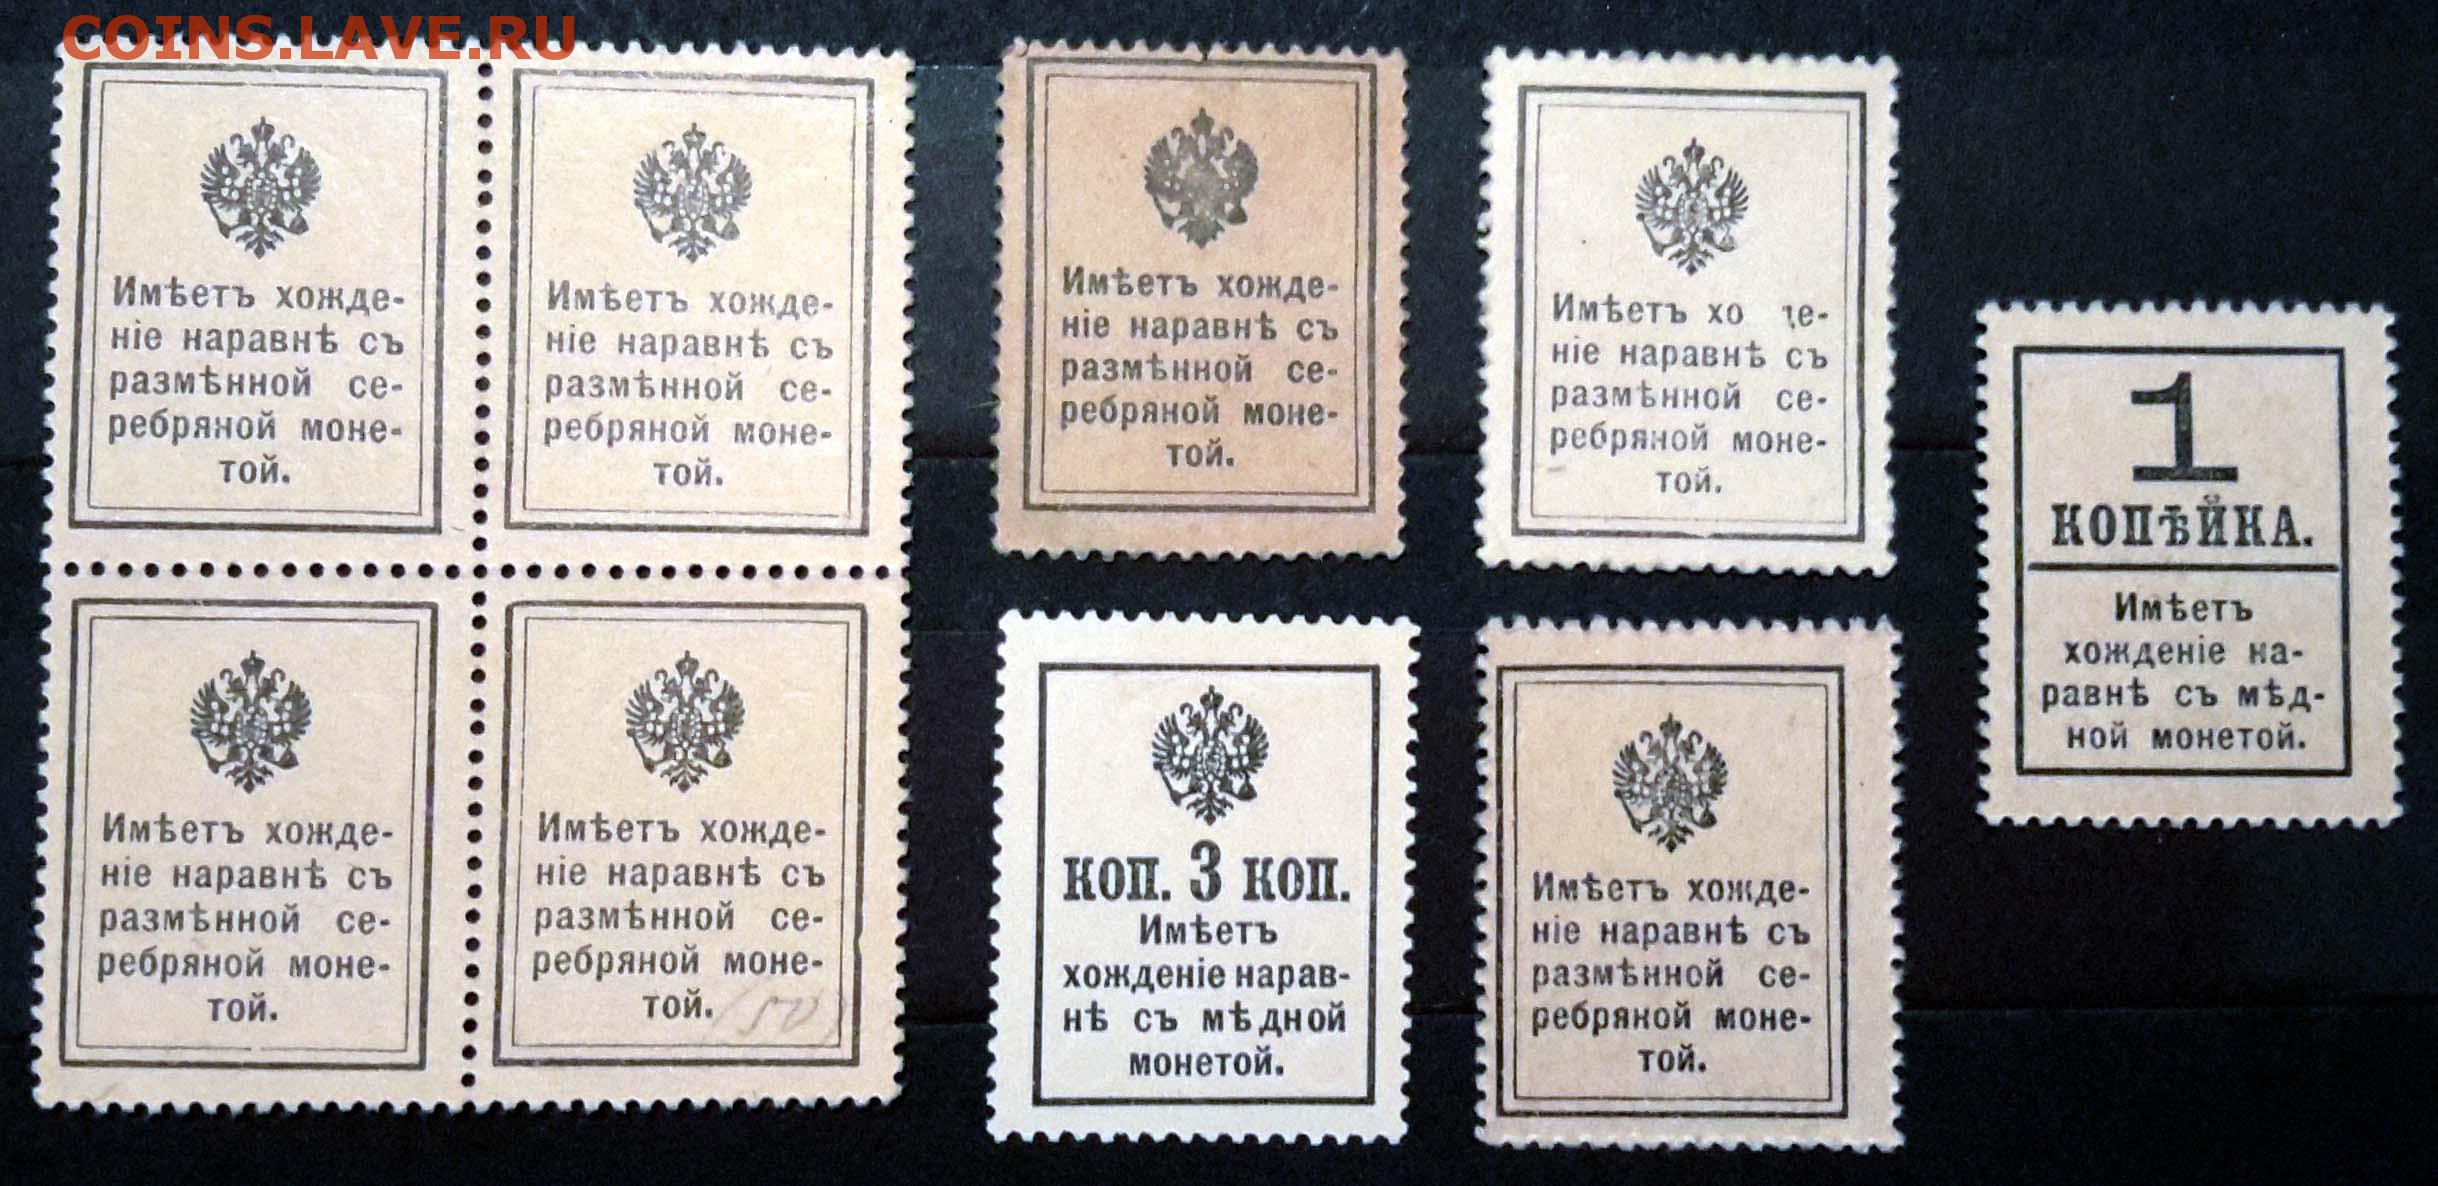 COINS.LAVE.RU
Имѣетъ хожде-
ніе наравнѣ съ
размѣнной се-
ребряной моне-
той.
Имѣетъ хожде-
ніе наравнѣ съ
размѣнной се-
ребряной моне-
той.
Имѣетъ хожде-
ніе наравнѣ съ
размѣнной се-
ребряной моне-
той.
Имѣетъ хожде-
ніе наравнѣ съ
размѣнной се-
ребряной моне-
той.
Имѣетъ хожде-
ніе наравнѣ съ
размѣнной се-
ребряной моне-
той.
Имѣетъ хо де-
ніе наравнѣ съ
размѣнной се-
ребряной моне-
той.
КОП. 3 КОП.
Имѣетъ
хожденіе нарав-
нѣ съ мѣдной
монетой.
Имѣетъ хожде-
ніе наравнѣ съ
размѣнной се-
ребряной моне-
той.
1
КОПѢЙКА.
Имѣетъ
хожденіе на-
равнѣ съ мѣд-
ной монетой.